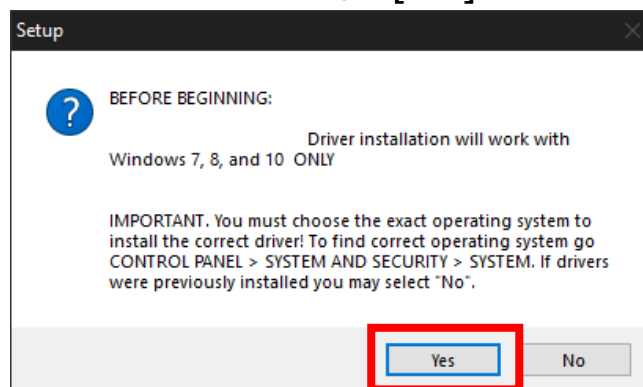 Setup
BEFORE BEGINNING:
Driver installation will work with
Windows 7, 8, and 10  ONLY
IMPORTANT. You must choose the exact operating system to
install the correct driver! To find correct operating system go
CONTROL PANEL > SYSTEM AND SECURITY > SYSTEM. If drivers
were previously installed you may select "No".
Yes
No